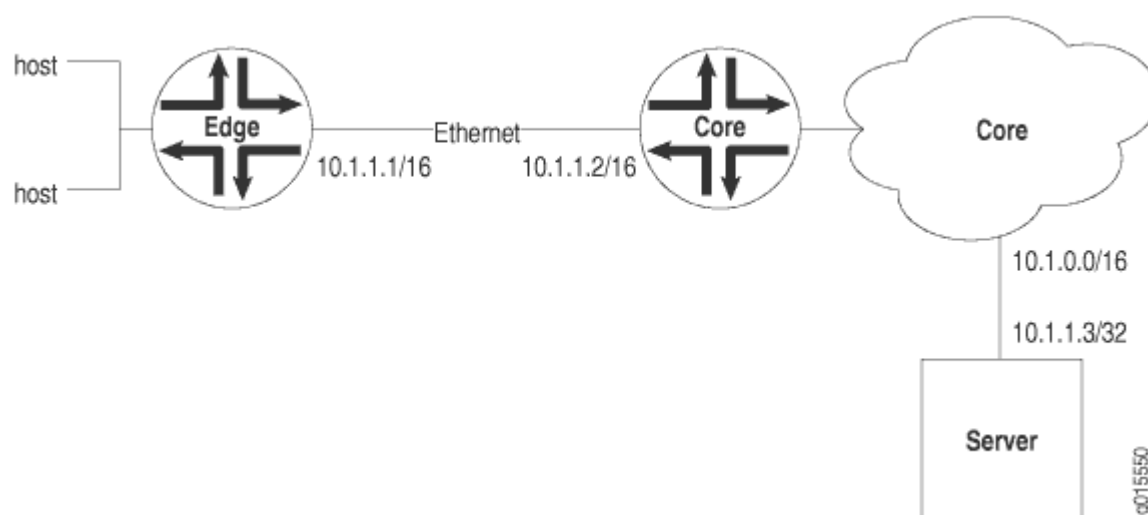 host
host
Edge
10.1.1.1/16
Ethernet
10.1.1.2/16
Core
Core
10.1.0.0/16
10.1.1.3/32
Server
g015550